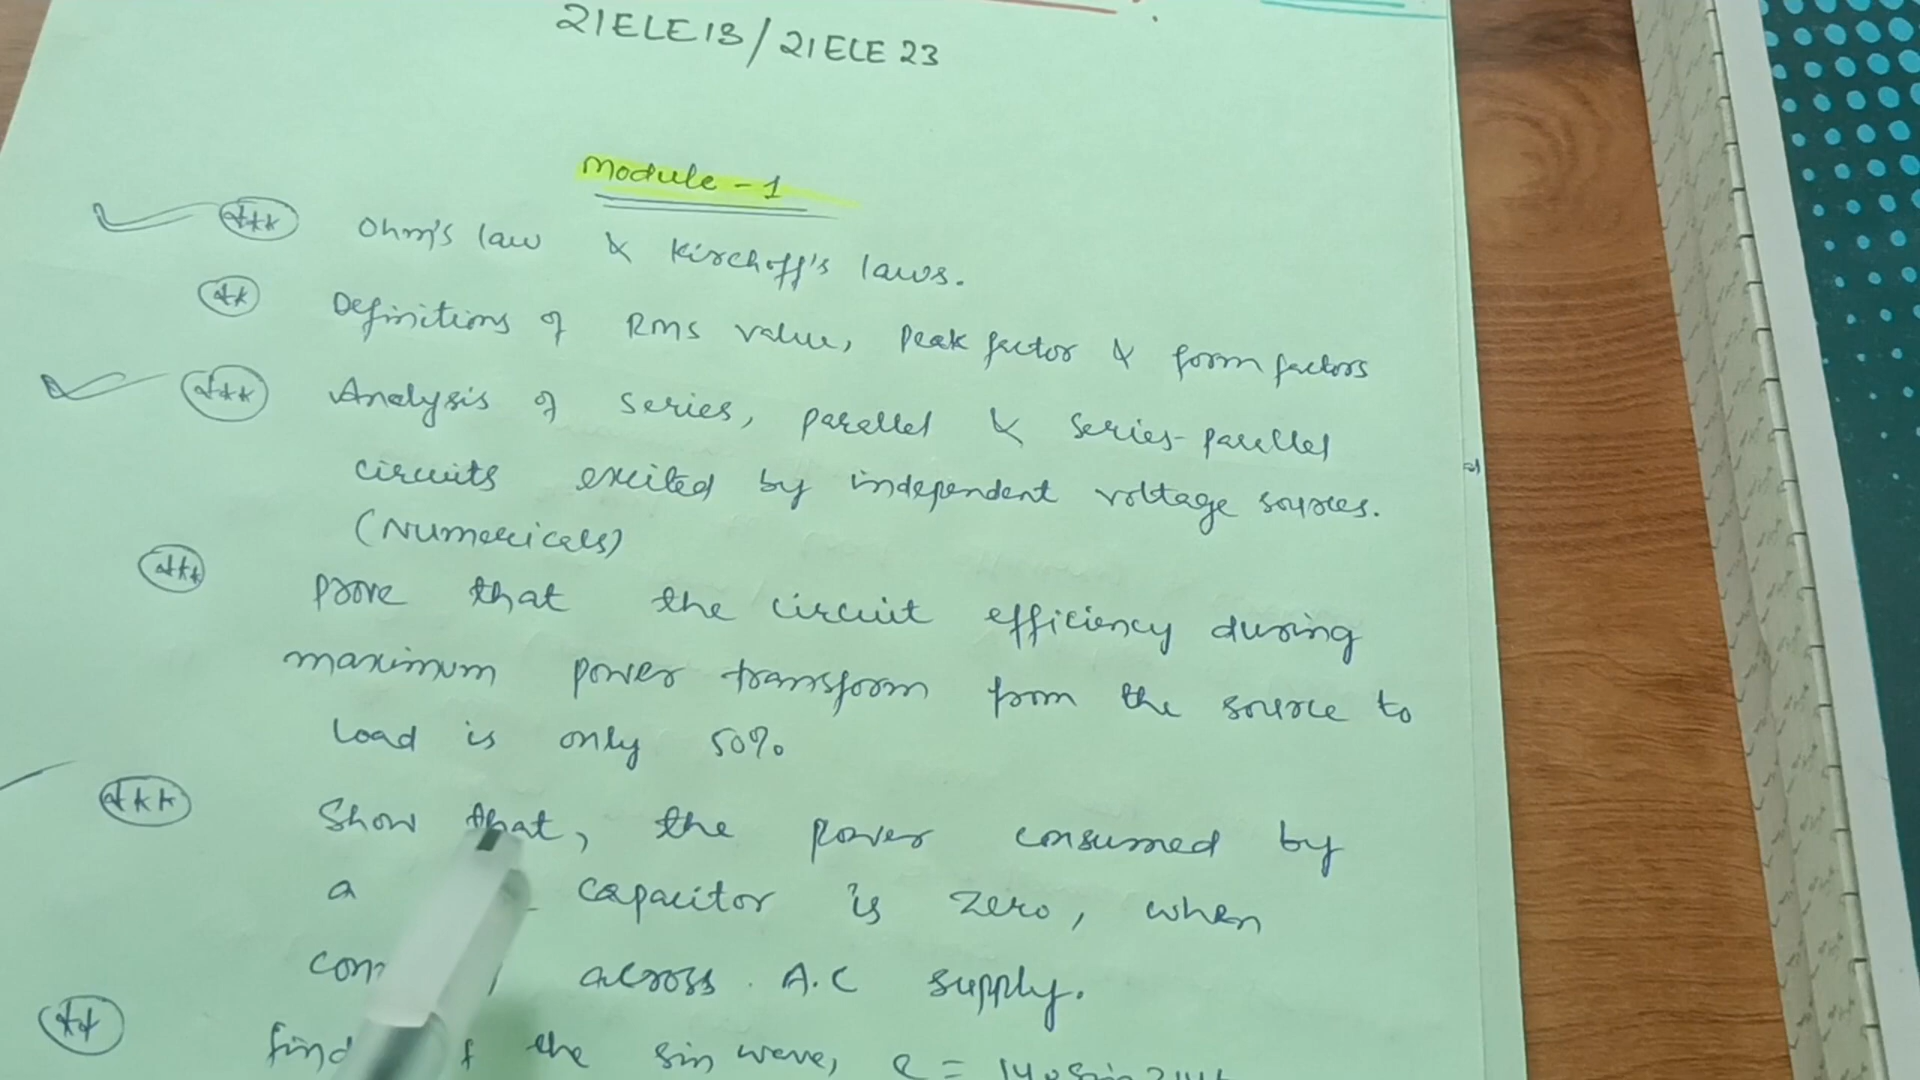 21ELE13/21ELE23
Module-1
*** Ohm's law & Kirchoff's laws.
** Definitions of RMS value, Peak factor & form factors
*** Analysis of series, parallel & series-parallel
circuits excited by independent voltage sources.
(Numericals)
*** prove that the circuit efficiency during
maximum power transform from the source to
load is only 50%
*** Show that, the power consumed by
a capacitor is zero, when
across A.C supply.
** find the sin wave, e =